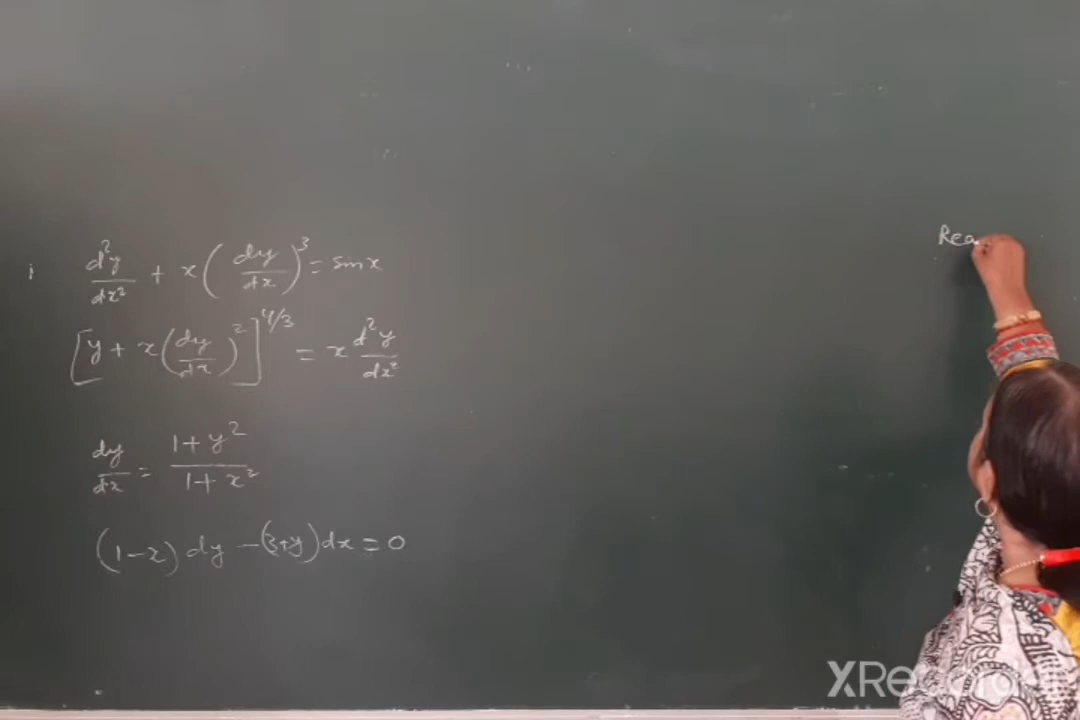 i d²y/dx² + x(dy/dx)³ = sinx
[y + x(dy/dx)²]^4/3 = x d²y/dx²
dy/dx = 1+y²/1+x²
(1-x)dy - (3+y)dx = 0
Rea
XRecorder